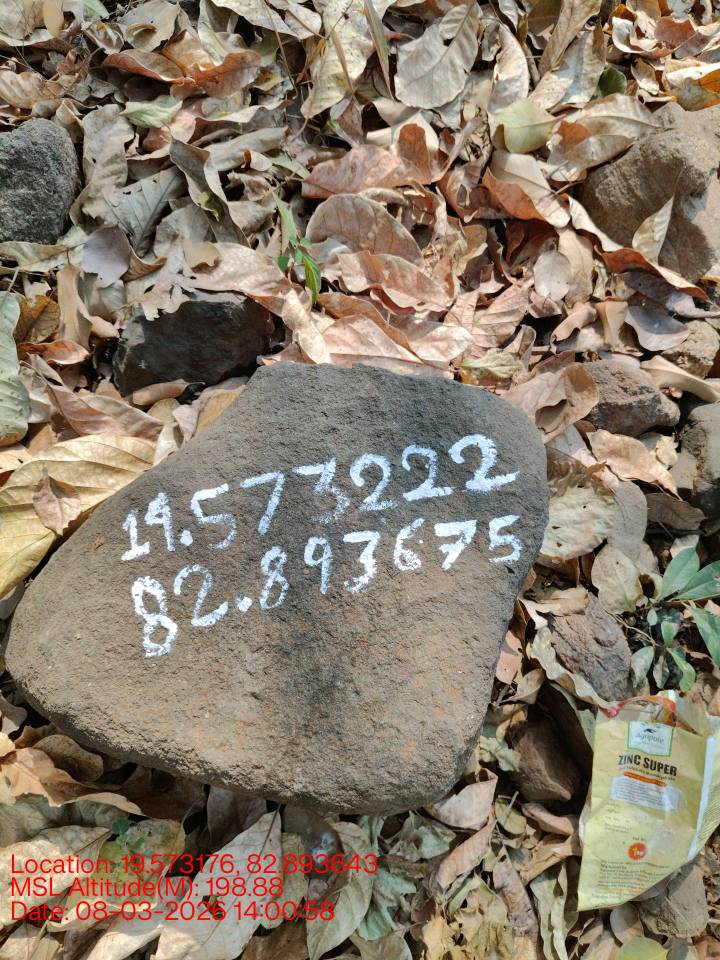 19.573222
82.893675
Agripure
ZINC SUPER
Location: 19.573176, 82.893643
MSL Altitude(M): 198.88
Date: 08-03-2026 14:00:58